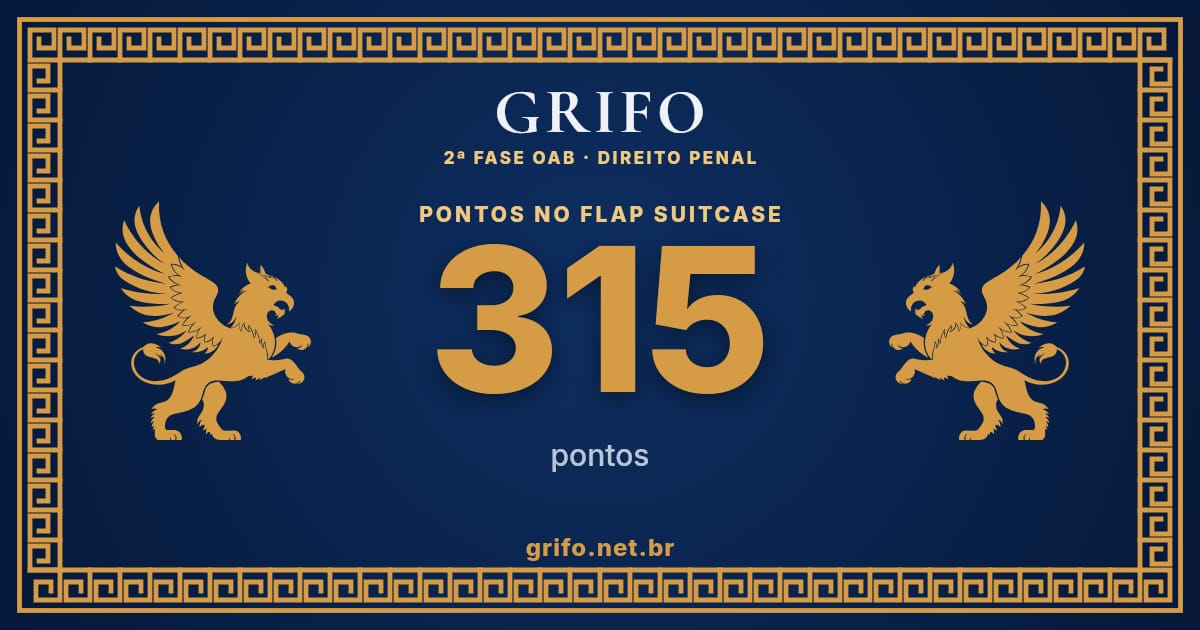 GRIFO
2ª FASE OAB · DIREITO PENAL
PONTOS NO FLAP SUITCASE
315
pontos
grifo.net.br